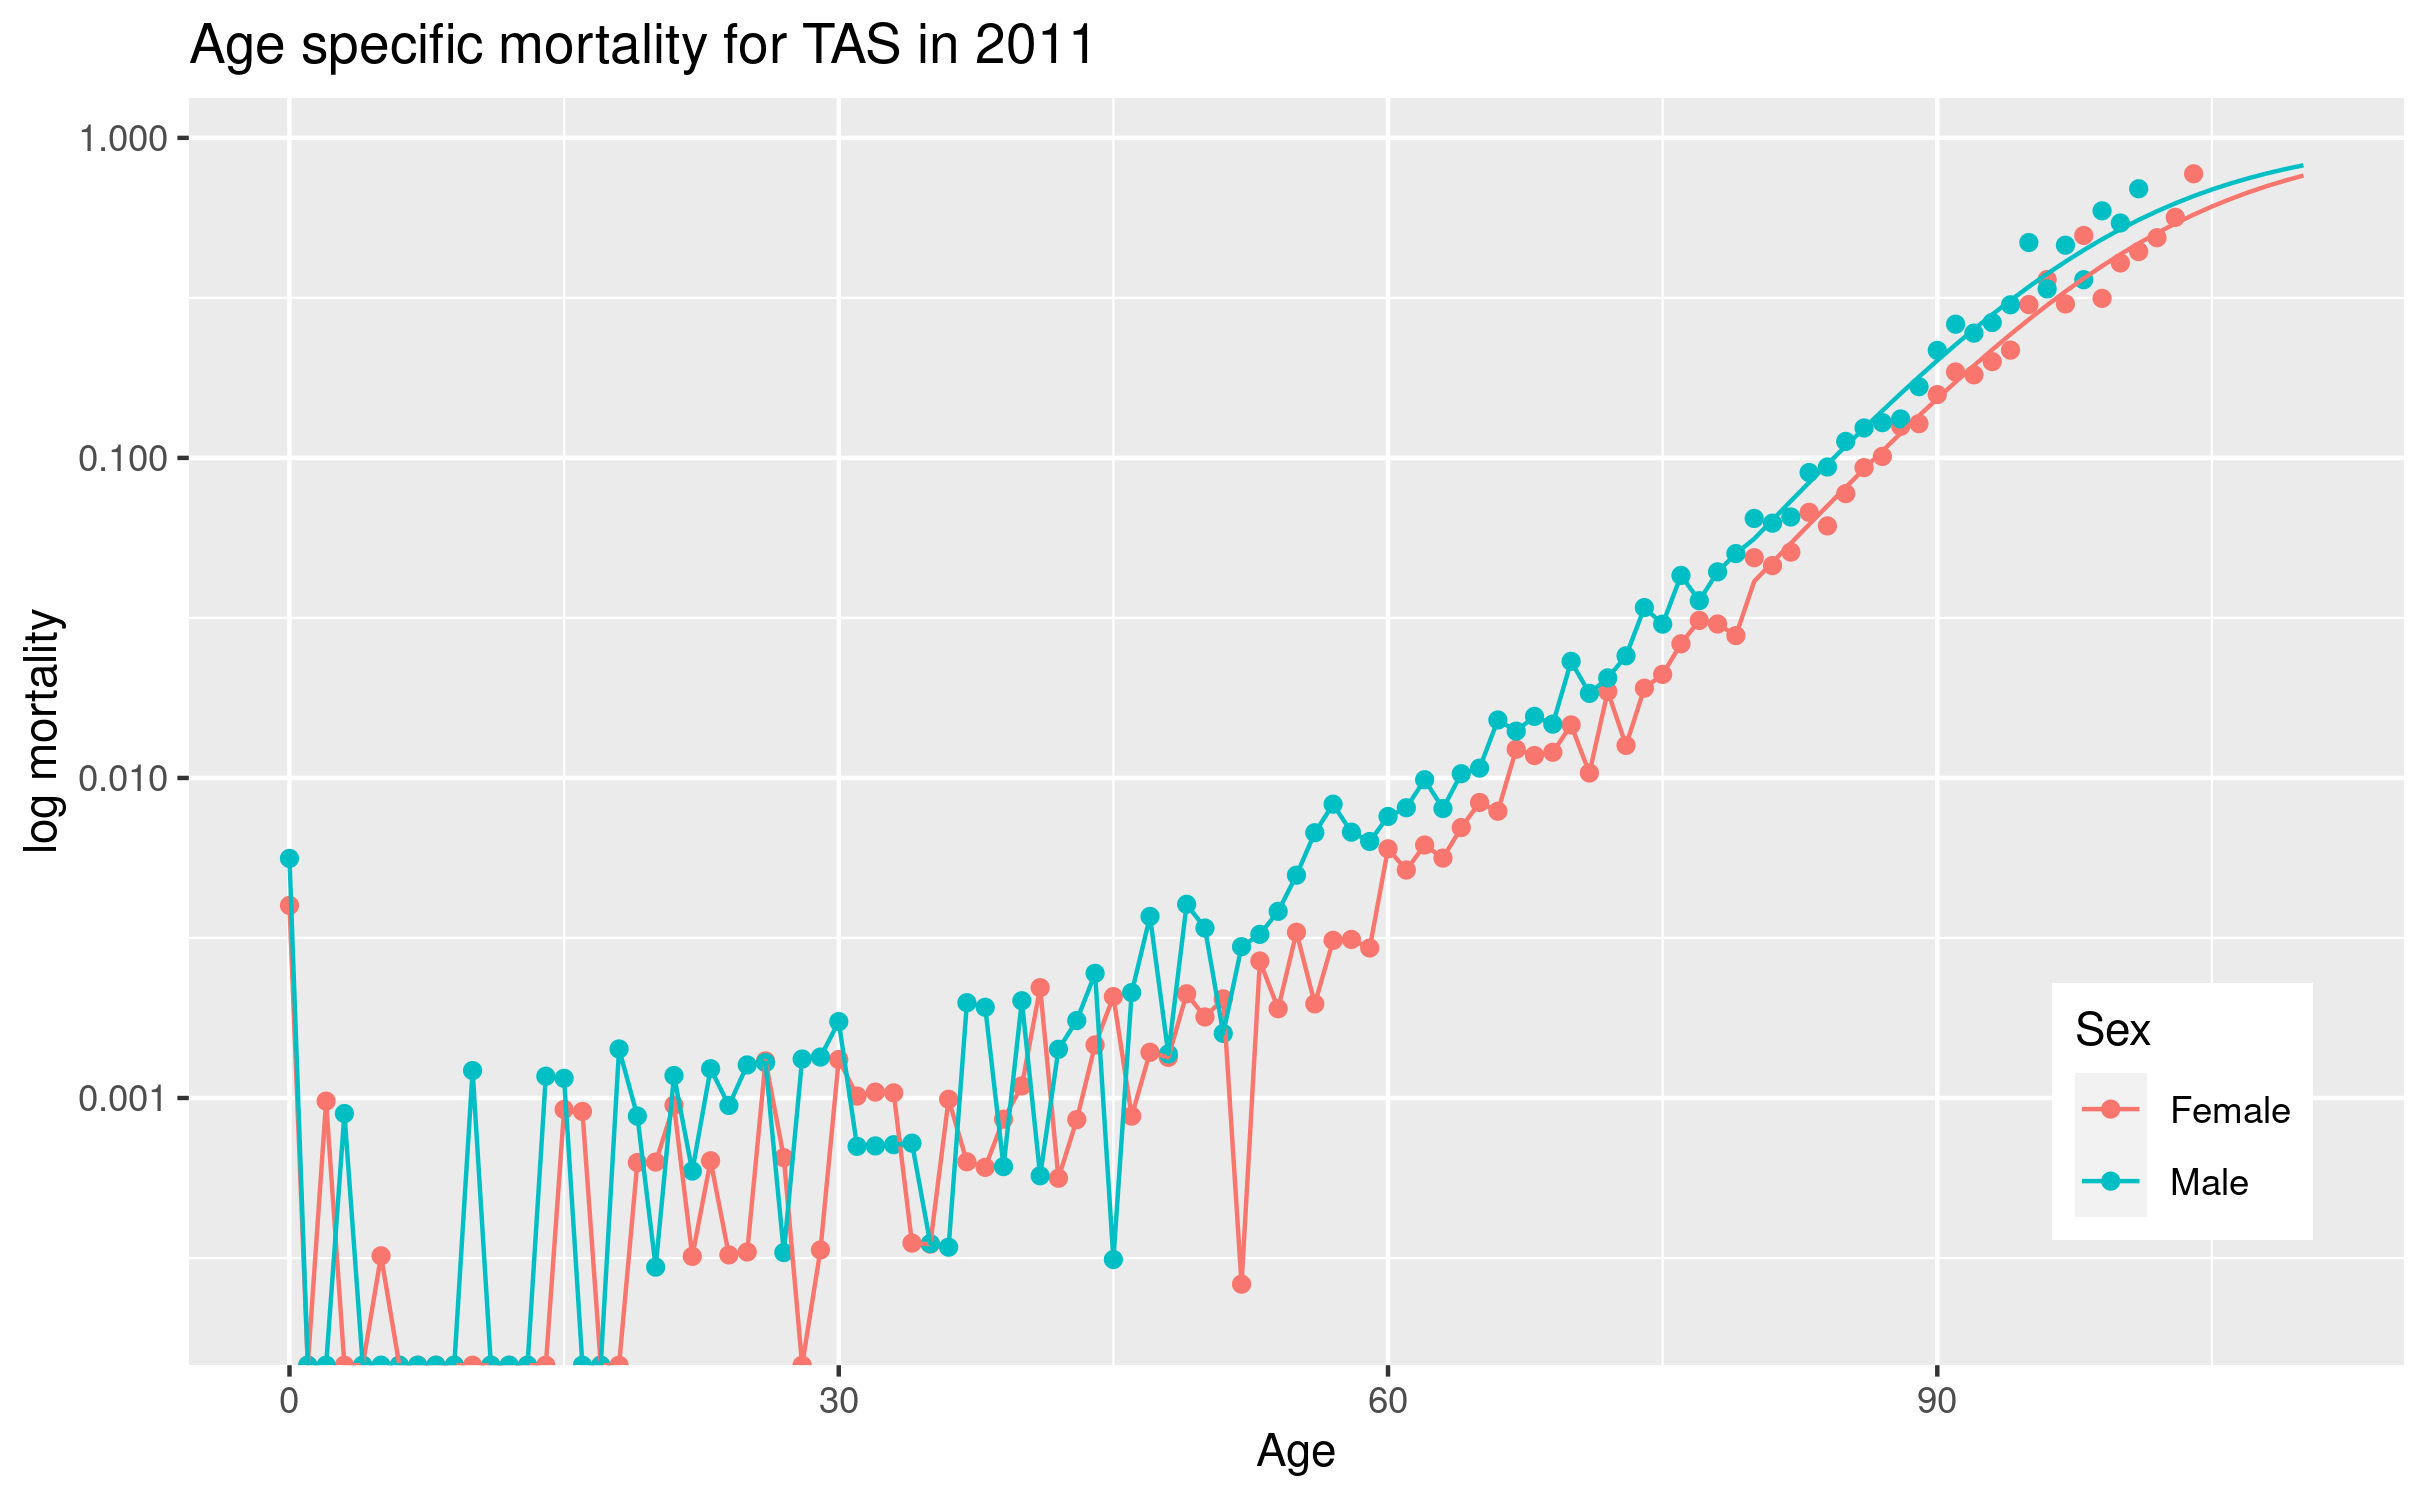 Age specific mortality for TAS in 2011
1.000
0.100
0.010
0.001
log mortality
0 30 60 90
Age
Sex
Female
Male